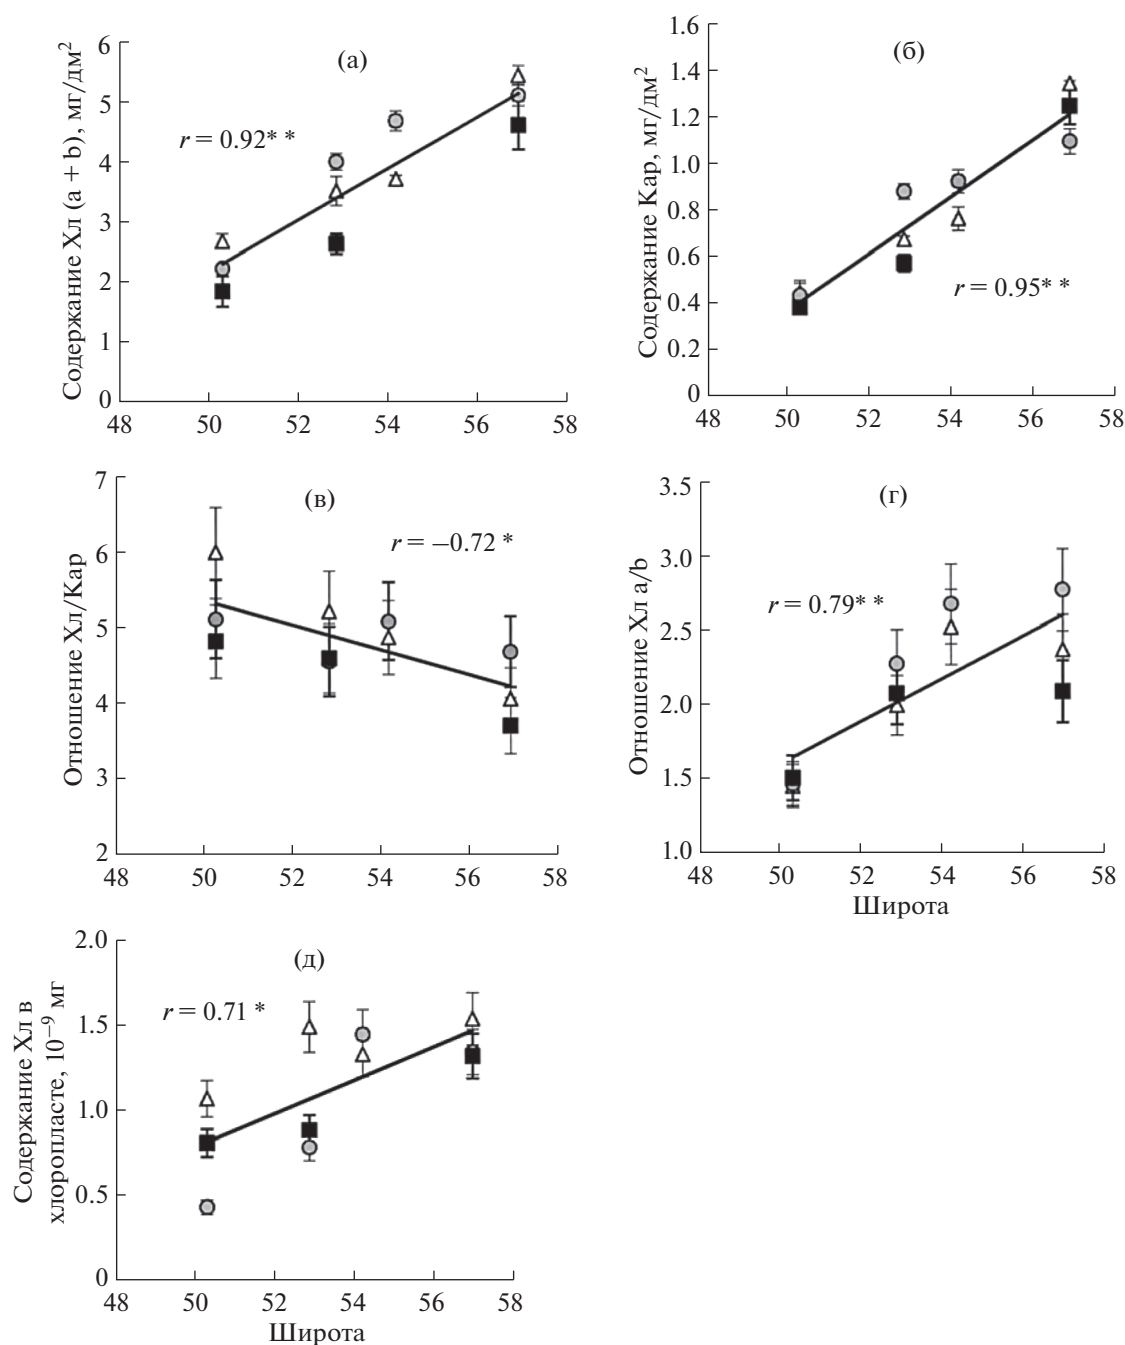 (а)
Содержание Хл (a + b), мг/дм²
r = 0.92* *
6
5
4
3
2
1
0
48 50 52 54 56 58
(б)
Содержание Кар, мг/дм²
r = 0.95* *
1.6
1.4
1.2
1.0
0.8
0.6
0.4
0.2
0
48 50 52 54 56 58
(в)
Отношение Хл/Кар
r = –0.72 *
7
6
5
4
3
2
48 50 52 54 56 58
(г)
Отношение Хл a/b
r = 0.79* *
3.5
3.0
2.5
2.0
1.5
1.0
48 50 52 54 56 58
Широта
(д)
Содержание Хл в
хлоропласте, 10⁻⁹ мг
r = 0.71 *
2.0
1.5
1.0
0.5
0
48 50 52 54 56 58
Широта